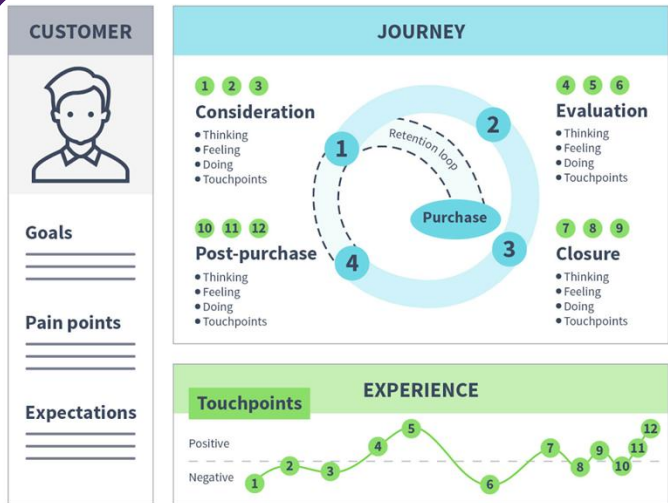 CUSTOMER
Goals
Pain points
Expectations
JOURNEY
1 2 3
Consideration
Thinking
Feeling
Doing
Touchpoints
10 11 12
Post-purchase
Thinking
Feeling
Doing
Touchpoints
1
2
Retention loop
Purchase
3
4
4 5 6
Evaluation
Thinking
Feeling
Doing
Touchpoints
7 8 9
Closure
Thinking
Feeling
Doing
Touchpoints
EXPERIENCE
Touchpoints
Positive
Negative
1
2
3
4
5
6
7
8
9
10
11
12